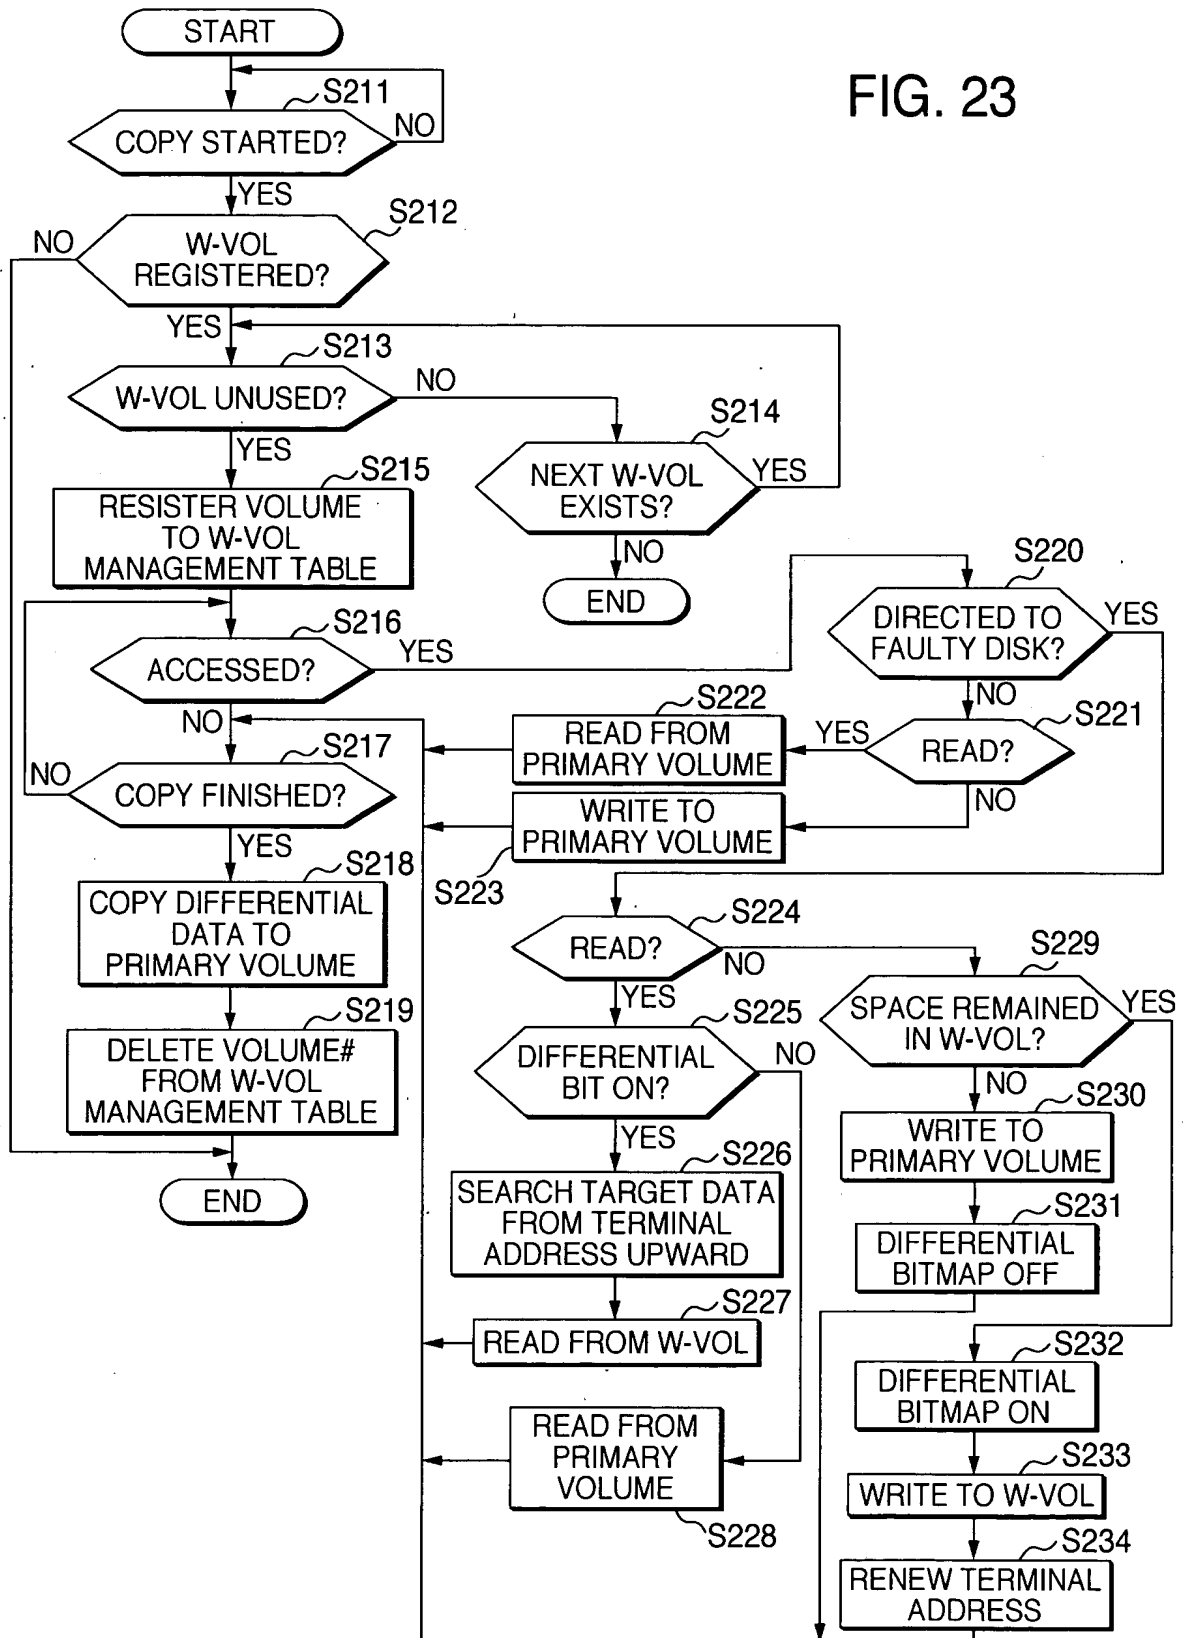 START
FIG. 23
S211
COPY STARTED?
NO
YES
S212
NO
W-VOL
REGISTERED?
YES
S213
W-VOL UNUSED?
NO
YES
S214
NEXT W-VOL
EXISTS?
YES
NO
END
S215
RESISTER VOLUME
TO W-VOL
MANAGEMENT TABLE
S216
ACCESSED?
YES
NO
S217
NO
COPY FINISHED?
YES
S218
COPY DIFFERENTIAL
DATA TO
PRIMARY VOLUME
S219
DELETE VOLUME#
FROM W-VOL
MANAGEMENT TABLE
END
S220
DIRECTED TO
FAULTY DISK?
YES
NO
S221
READ?
YES
NO
S222
READ FROM
PRIMARY VOLUME
WRITE TO
PRIMARY VOLUME
S223
S224
READ?
NO
YES
S225
DIFFERENTIAL
BIT ON?
NO
YES
S226
SEARCH TARGET DATA
FROM TERMINAL
ADDRESS UPWARD
S227
READ FROM W-VOL
READ FROM
PRIMARY
VOLUME
S228
S229
SPACE REMAINED
IN W-VOL?
YES
NO
S230
WRITE TO
PRIMARY VOLUME
S231
DIFFERENTIAL
BITMAP OFF
S232
DIFFERENTIAL
BITMAP ON
S233
WRITE TO W-VOL
S234
RENEW TERMINAL
ADDRESS